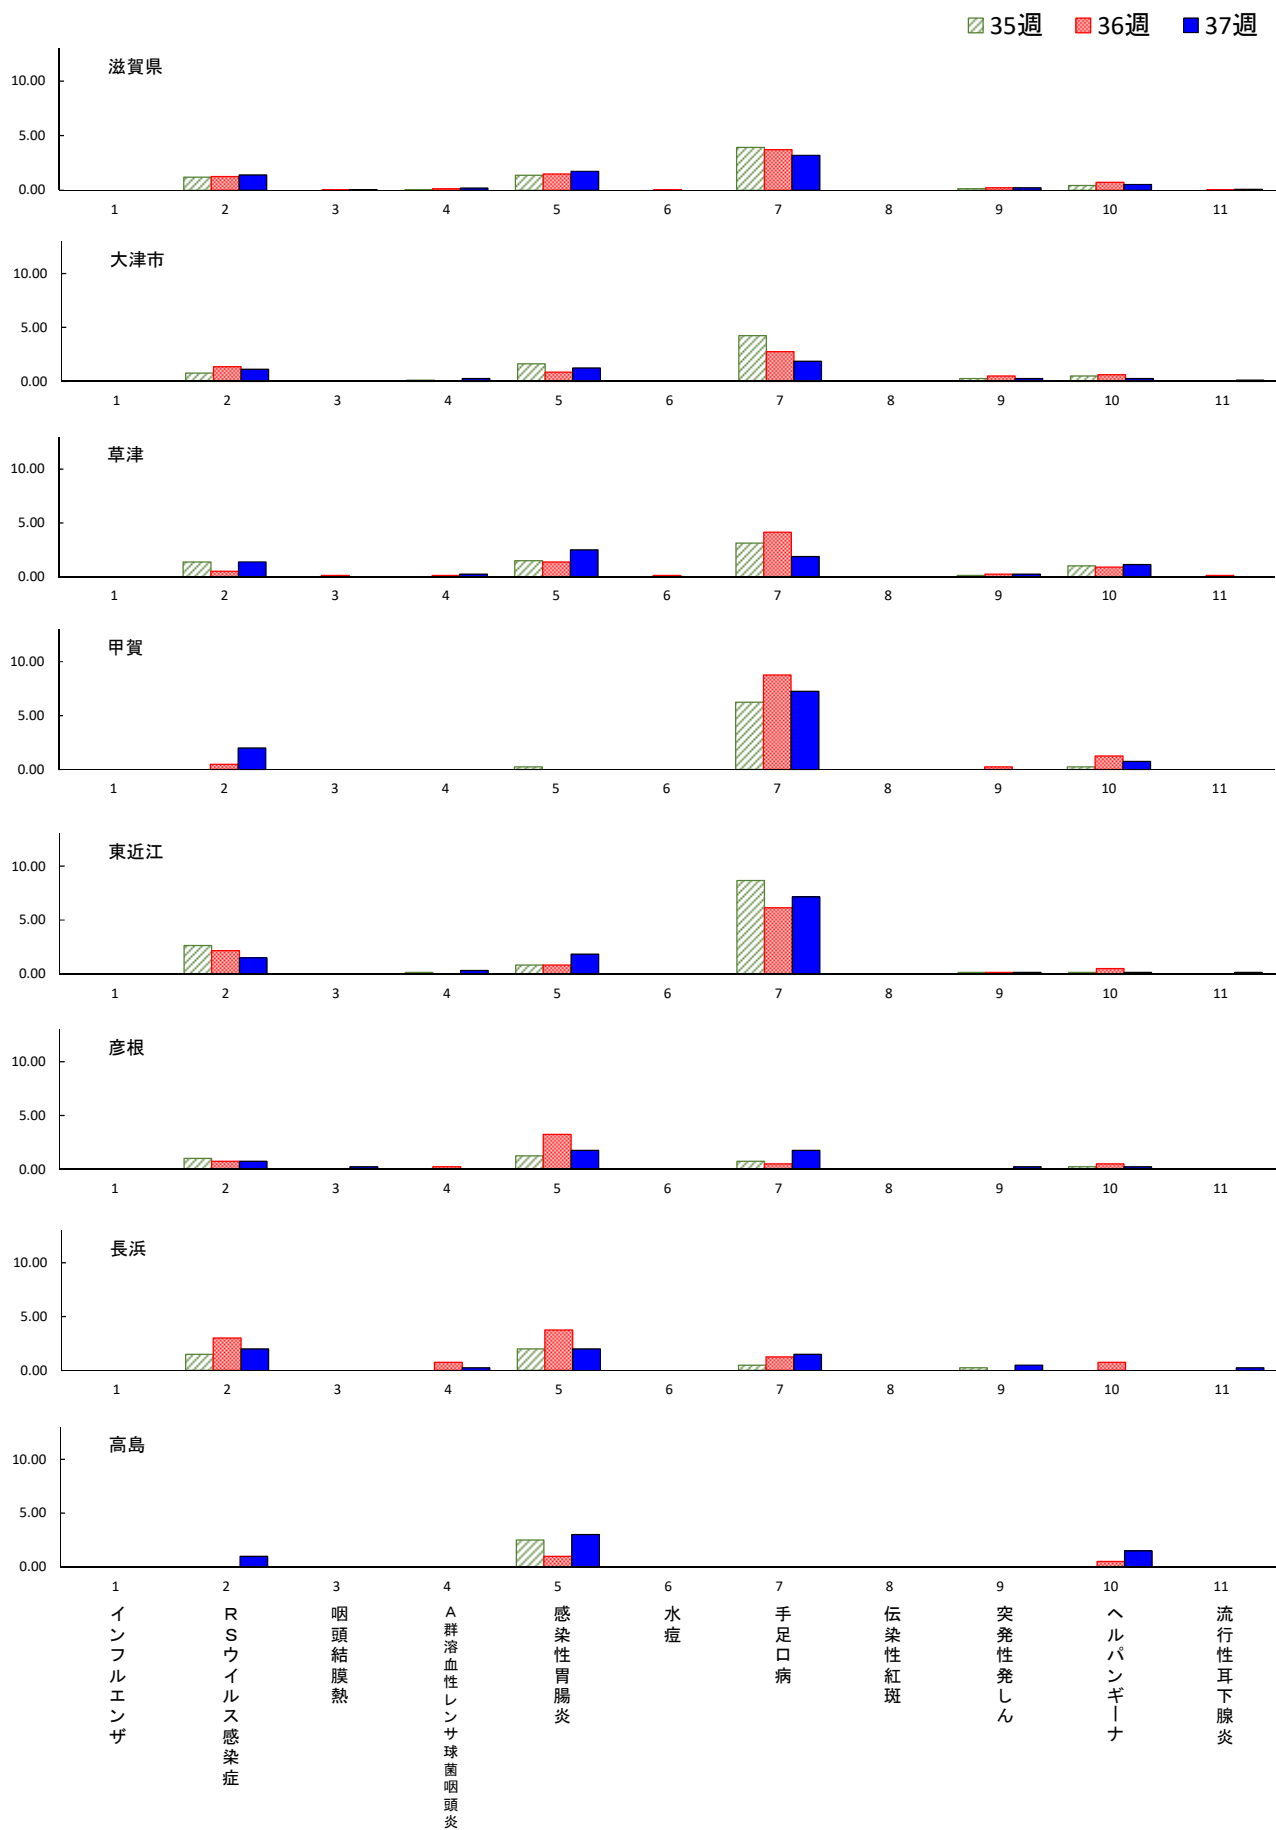 35週 36週 37週
滋賀県
10.00
5.00
0.00
1 2 3 4 5 6 7 8 9 10 11
大津市
10.00
5.00
0.00
1 2 3 4 5 6 7 8 9 10 11
草津
10.00
5.00
0.00
1 2 3 4 5 6 7 8 9 10 11
甲賀
10.00
5.00
0.00
1 2 3 4 5 6 7 8 9 10 11
東近江
10.00
5.00
0.00
1 2 3 4 5 6 7 8 9 10 11
彦根
10.00
5.00
0.00
1 2 3 4 5 6 7 8 9 10 11
長浜
10.00
5.00
0.00
1 2 3 4 5 6 7 8 9 10 11
高島
10.00
5.00
0.00
1 2 3 4 5 6 7 8 9 10 11
インフルエンザ
ＲＳウイルス感染症
咽頭結膜熱
Ａ群溶血性レンサ球菌咽頭炎
感染性胃腸炎
水痘
手足口病
伝染性紅斑
突発性発しん
ヘルパンギーナ
流行性耳下腺炎